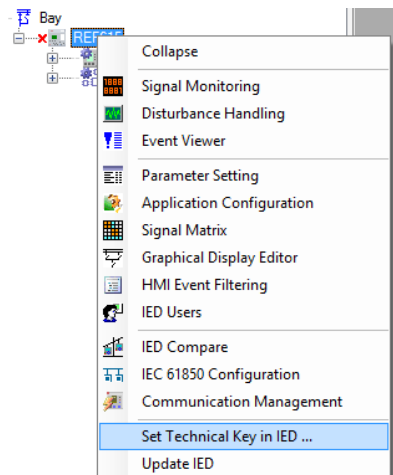 Bay
REF615
Collapse
Signal Monitoring
Disturbance Handling
Event Viewer
Parameter Setting
Application Configuration
Signal Matrix
Graphical Display Editor
HMI Event Filtering
IED Users
IED Compare
IEC 61850 Configuration
Communication Management
Set Technical Key in IED ...
Update IED